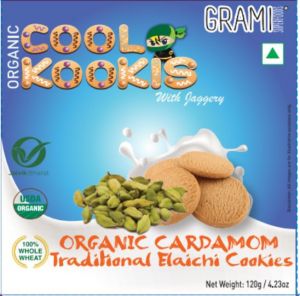 ORGANIC
COOL
KOOKIS
With Jaggery
GRAMI
SUPERFOODS
USDA
ORGANIC
100%
WHOLE
WHEAT
ORGANIC CARDAMOM
Traditional Elaichi Cookies
Net Weight: 120g / 4.23oz